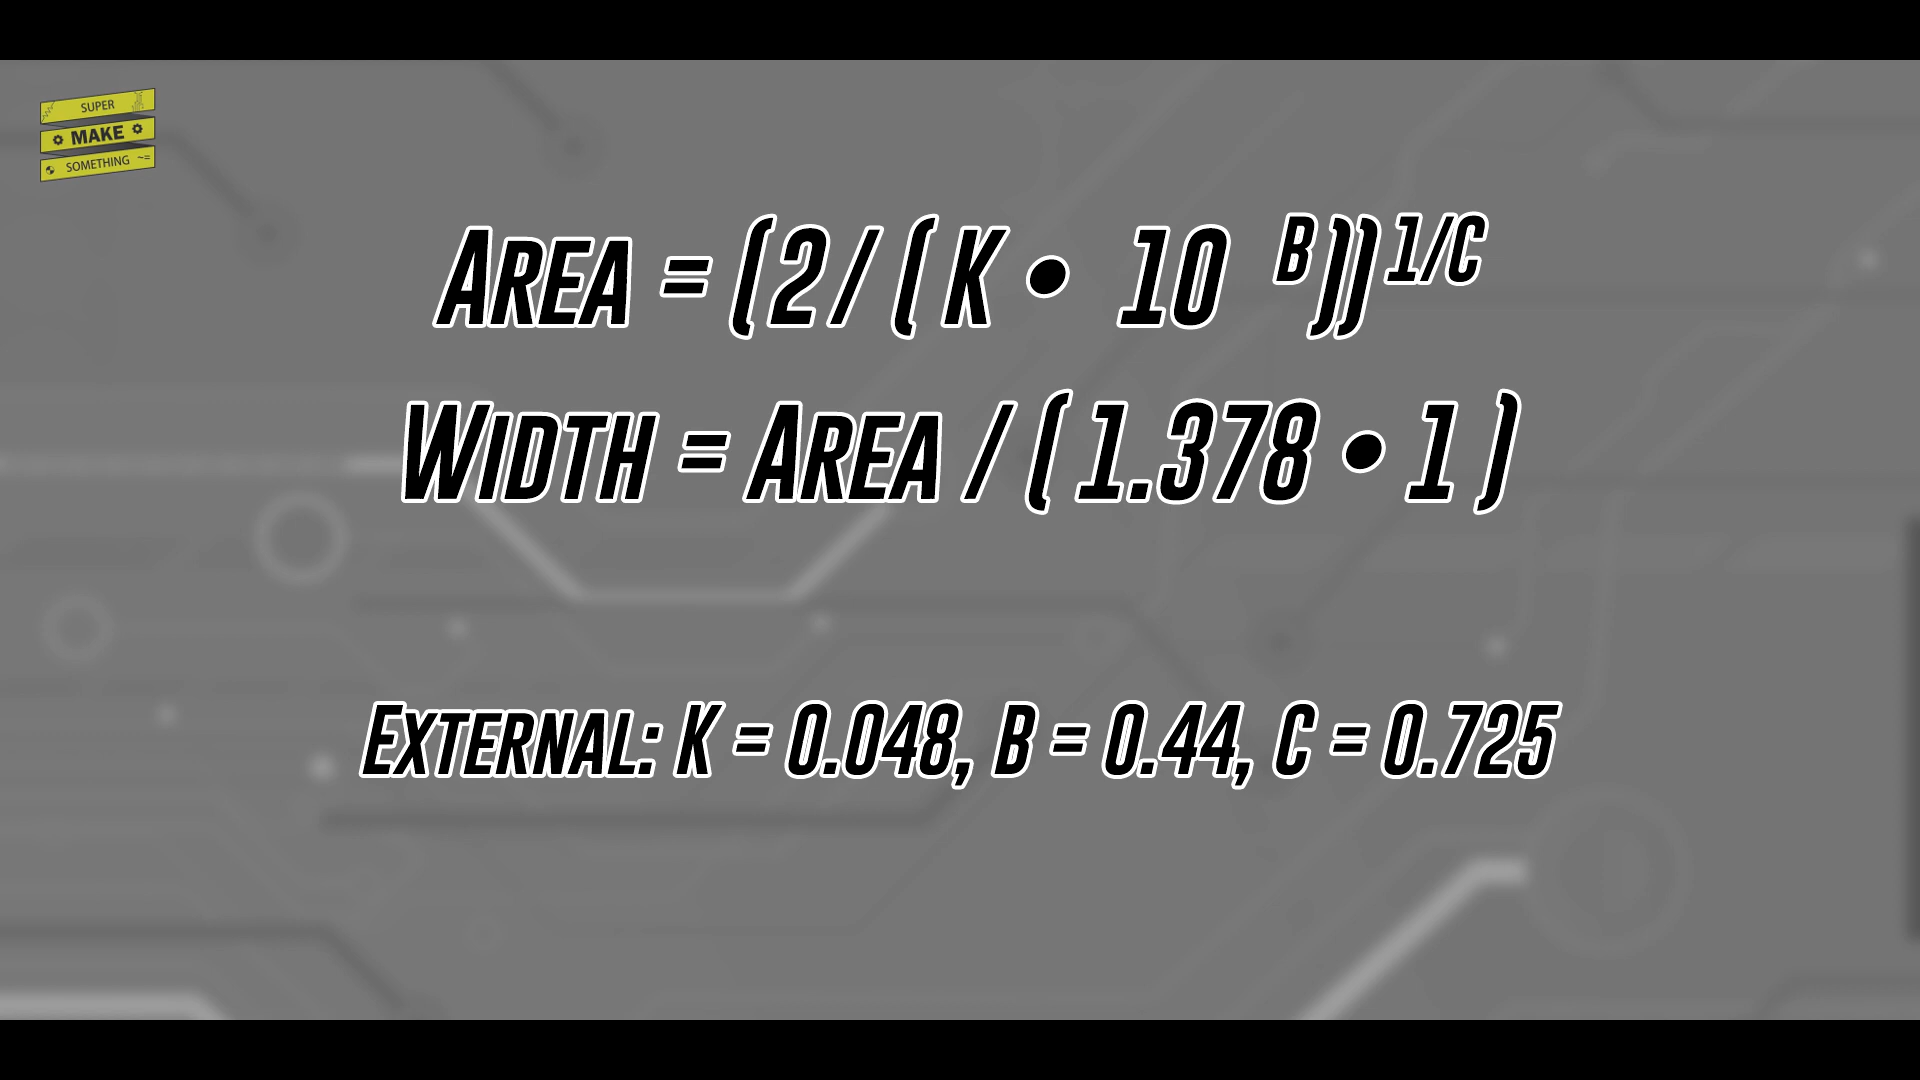 SUPER
MAKE
SOMETHING ~=
AREA = (2 / ( K • 10 ᴮ))¹/ᶜ
WIDTH = AREA / ( 1.378 • 1 )
EXTERNAL: K = 0.048, B = 0.44, C = 0.725